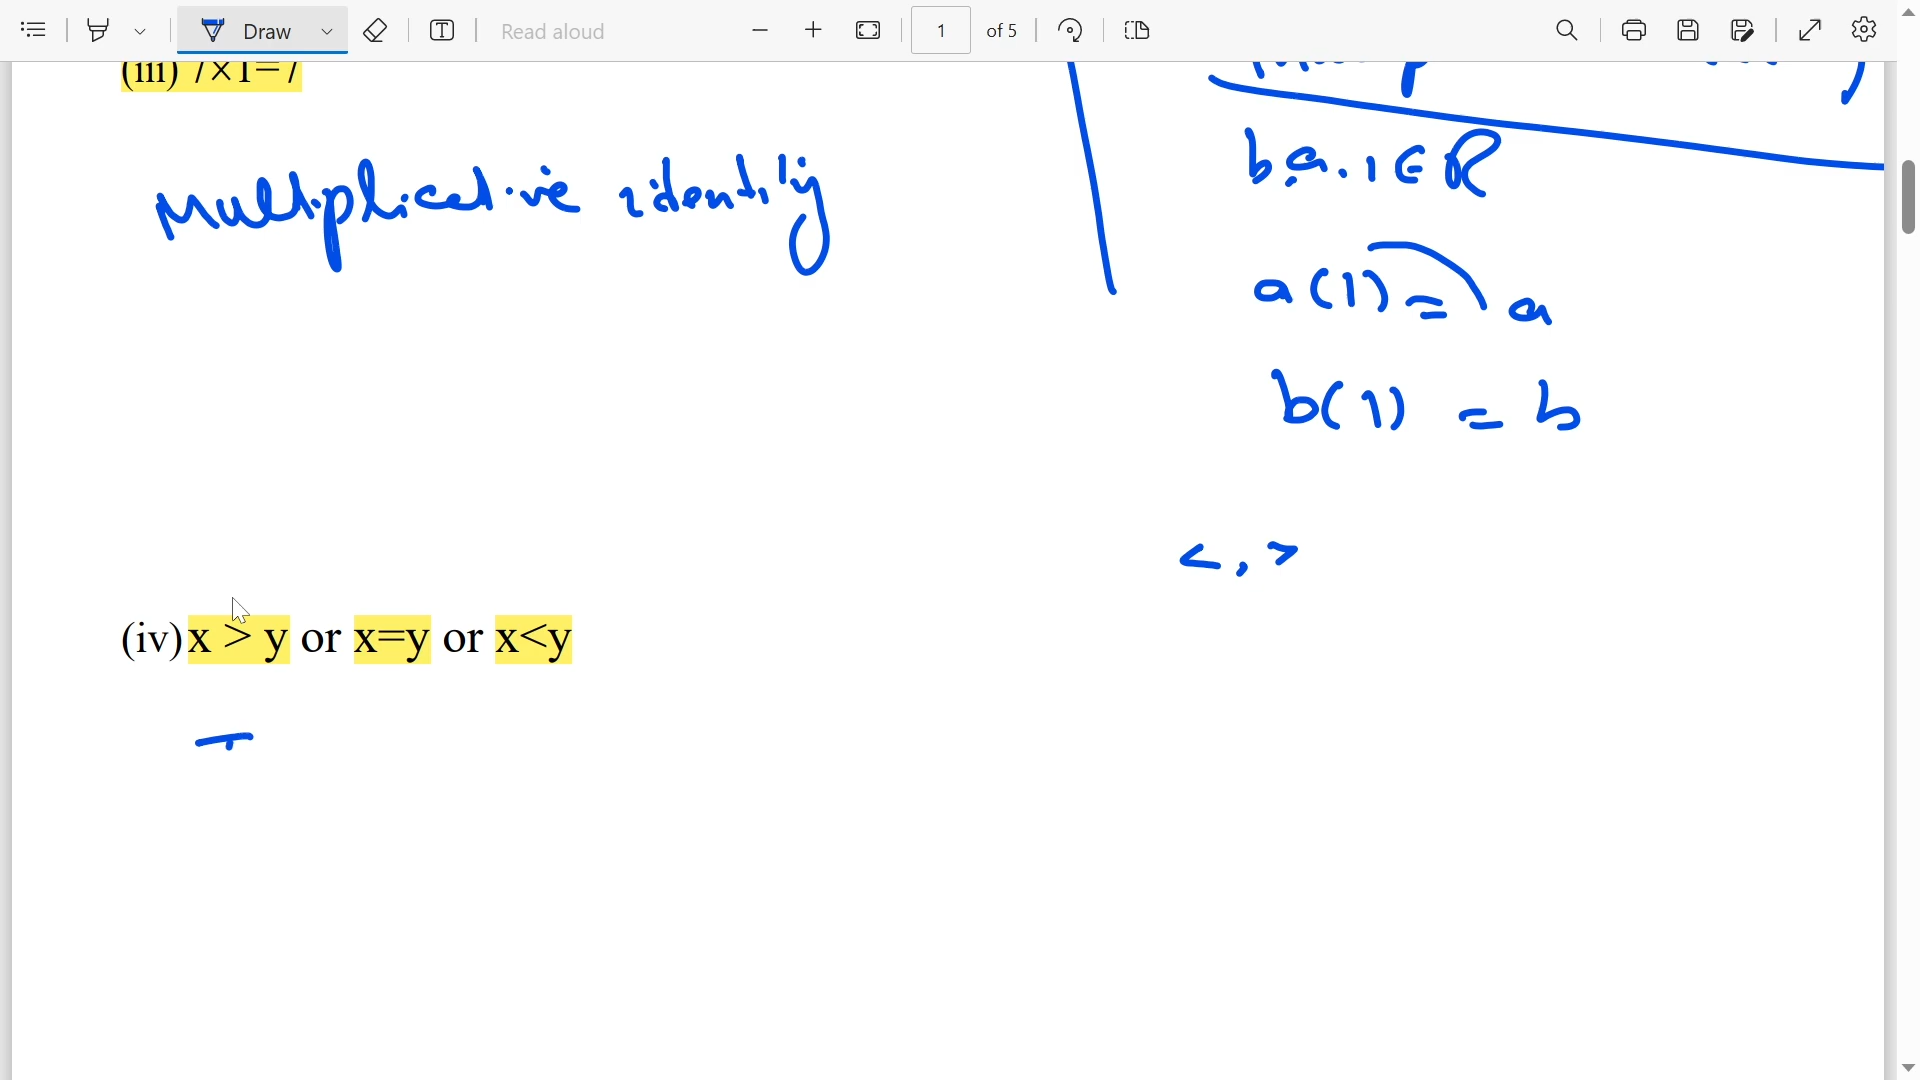 Draw
Read aloud
1 of 5
(iii) 7×1=7
Multiplicative identity
b,a,1 ∈ R
a(1) = a
b(1) = b
< , >
(iv) x > y or x=y or x<y